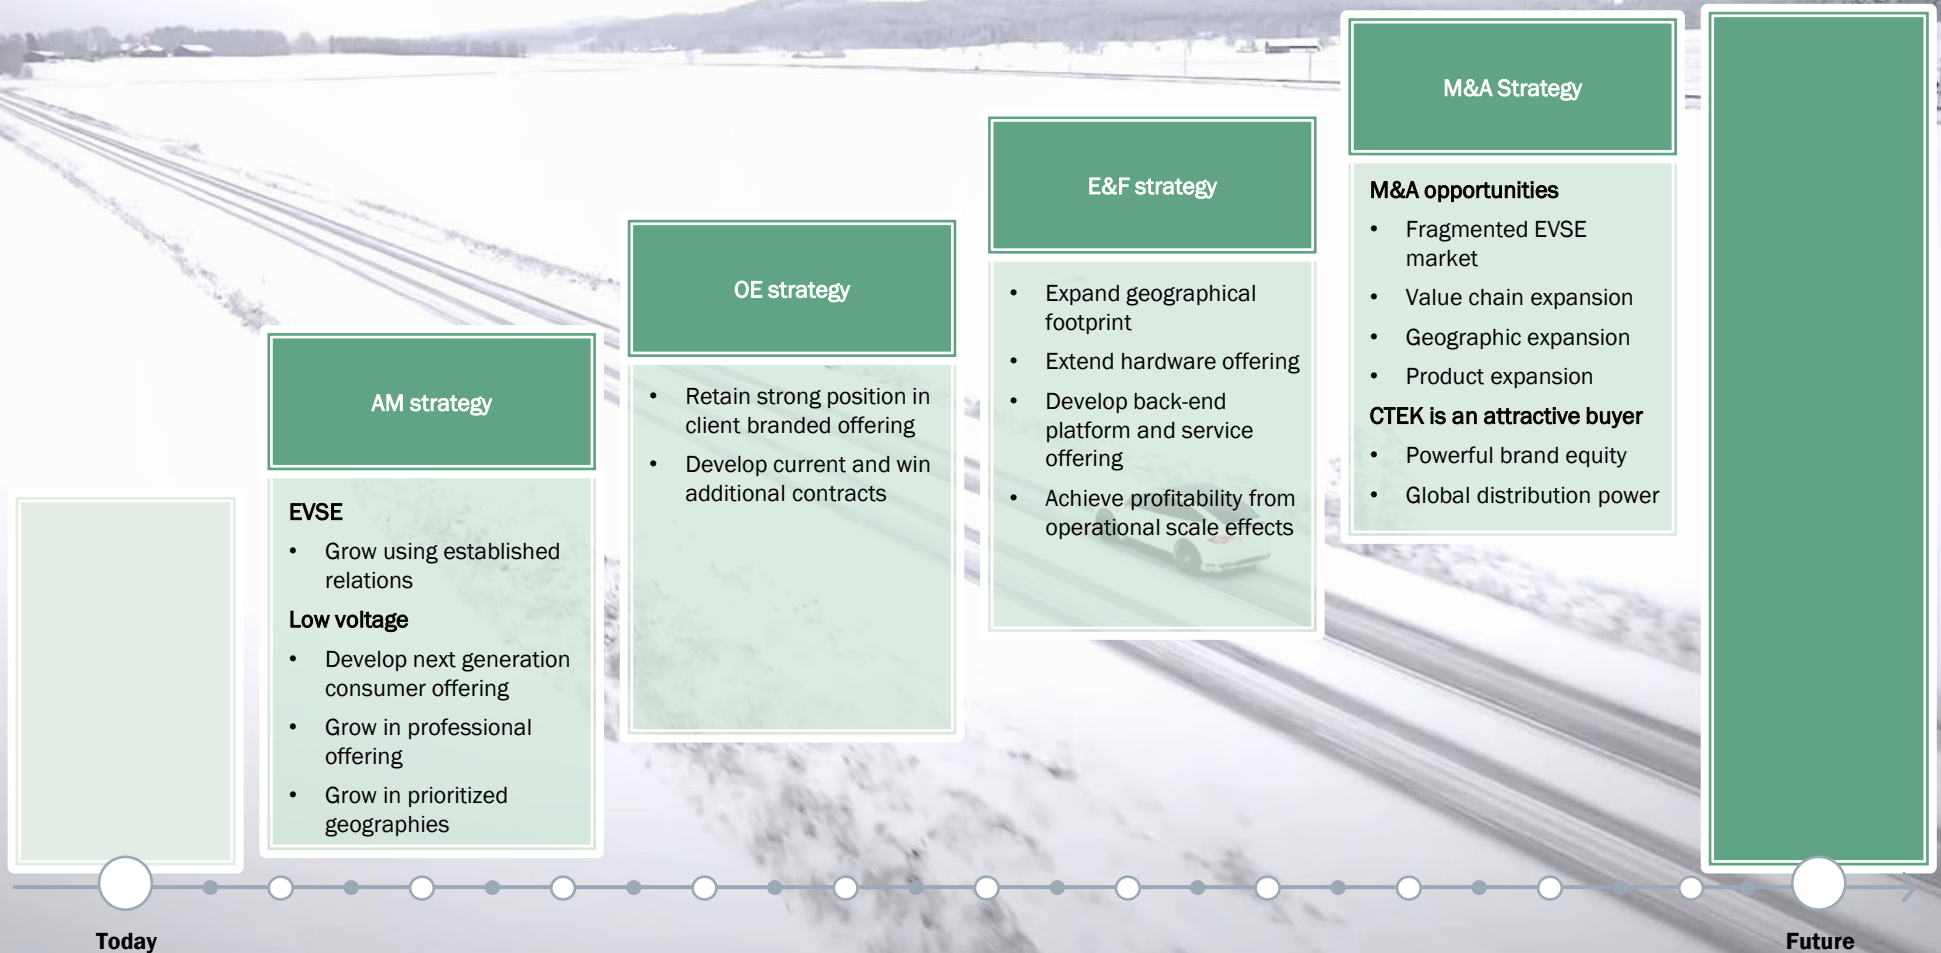 AM strategy
EVSE
• Grow using established
relations
Low voltage
• Develop next generation
consumer offering
• Grow in professional
offering
• Grow in prioritized
geographies
OE strategy
• Retain strong position in
client branded offering
• Develop current and win
additional contracts
E&F strategy
• Expand geographical
footprint
• Extend hardware offering
• Develop back-end
platform and service
offering
• Achieve profitability from
operational scale effects
M&A Strategy
M&A opportunities
• Fragmented EVSE
market
• Value chain expansion
• Geographic expansion
• Product expansion
CTEK is an attractive buyer
• Powerful brand equity
• Global distribution power
Today
Future